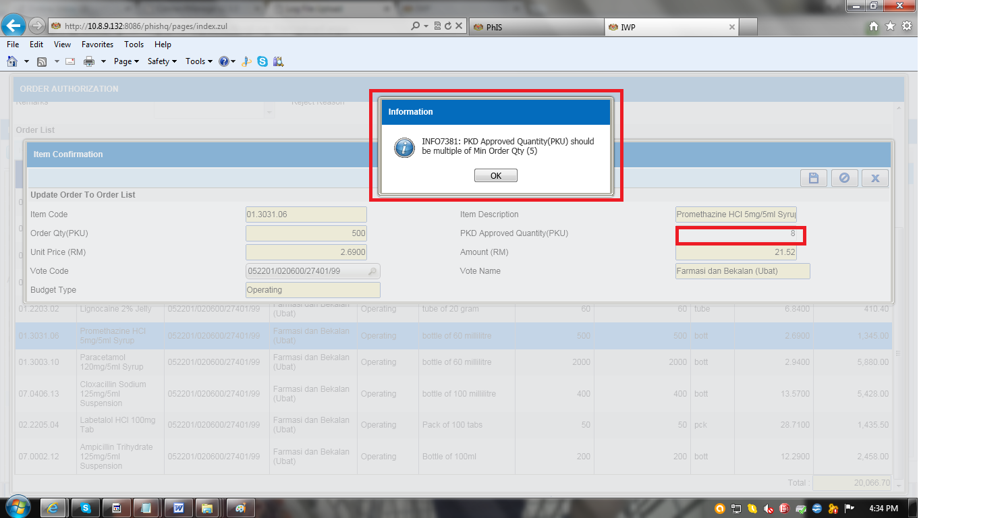 http://10.8.9.132:8086/phishq/pages/index.zul
PhIS
IWP
File Edit View Favorites Tools Help
Page Safety Tools
ORDER AUTHORIZATION
Remarks Reject Reason
Order List
Information
INFO7381: PKD Approved Quantity(PKU) should
be multiple of Min Order Qty (5)
OK
Item Confirmation
Update Order To Order List
Item Code 01.3031.06 Item Description Promethazine HCl 5mg/5ml Syru
Order Qty(PKU) 500 PKD Approved Quantity(PKU) 8
Unit Price (RM) 2.6900 Amount (RM) 21.52
Vote Code 052201/020600/27401/99 Vote Name Farmasi dan Bekalan (Ubat)
Budget Type Operating
01.2203.02 Lignocaine 2% Jelly 052201/020600/27401/99 Farmasi dan Bekalan
(Ubat) Operating tube of 20 gram 60 60 tube 6.8400 410.40
01.3031.06 Promethazine HCl
5mg/5ml Syrup 052201/020600/27401/99 Farmasi dan Bekalan
(Ubat) Operating bottle of 60 millilitre 500 500 bott 2.6900 1,345.00
01.3003.10 Paracetamol
120mg/5ml Syrup 052201/020600/27401/99 Farmasi dan Bekalan
(Ubat) Operating bottle of 60 millilitre 2000 2000 bott 2.9400 5,880.00
07.0406.13 Cloxacillin Sodium
125mg/5ml
Suspension 052201/020600/27401/99 Farmasi dan Bekalan
(Ubat) Operating bottle of 100 millilitre 400 400 bott 13.5700 5,428.00
02.2205.04 Labetalol HCl 100mg
Tab 052201/020600/27401/99 Farmasi dan Bekalan
(Ubat) Operating Pack of 100 tabs 50 50 pck 28.7100 1,435.50
07.0002.12 Ampicillin Trihydrate
125mg/5ml
Suspension 052201/020600/27401/99 Farmasi dan Bekalan
(Ubat) Operating Bottle of 100ml 200 200 bott 12.2900 2,458.00
Total : 20,066.70
4:34 PM